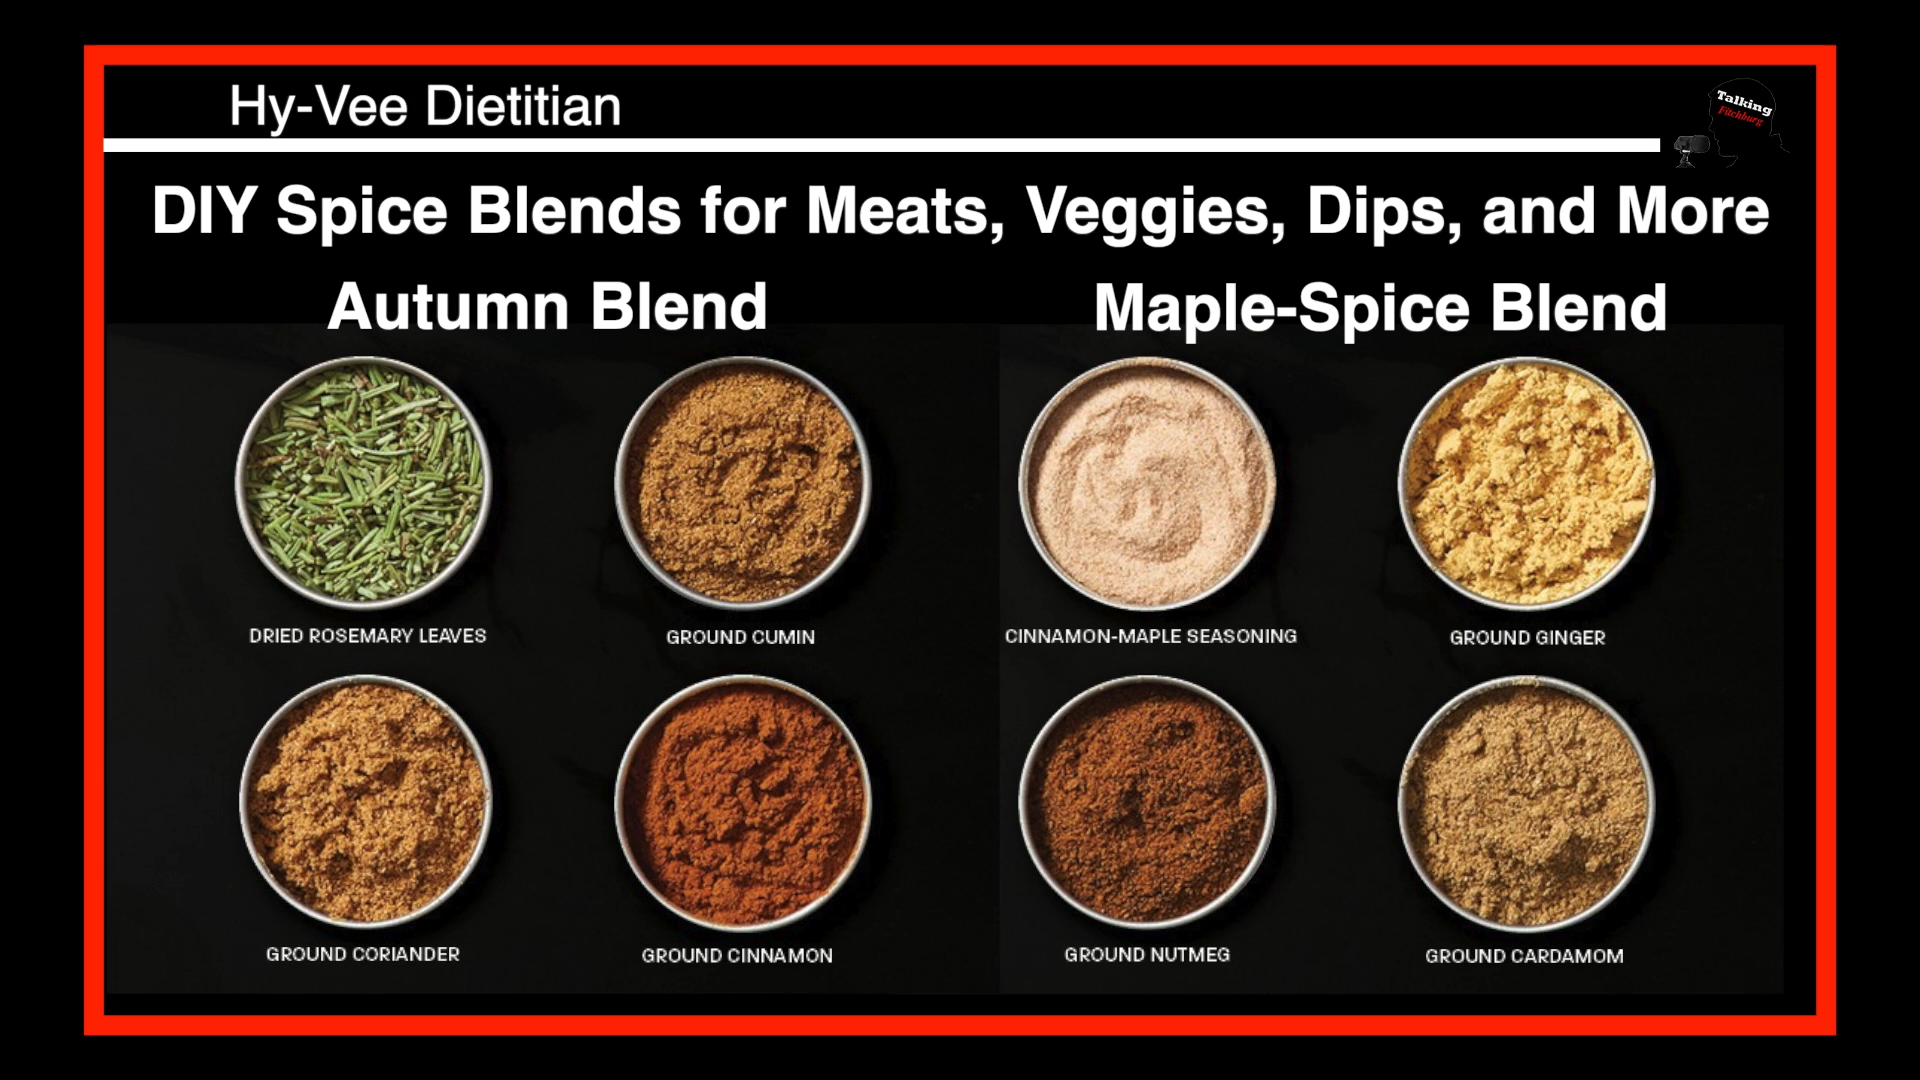 Hy-Vee Dietitian
Talking
Fitchburg
DIY Spice Blends for Meats, Veggies, Dips, and More
Autumn Blend
Maple-Spice Blend
DRIED ROSEMARY LEAVES
GROUND CUMIN
CINNAMON-MAPLE SEASONING
GROUND GINGER
GROUND CORIANDER
GROUND CINNAMON
GROUND NUTMEG
GROUND CARDAMOM